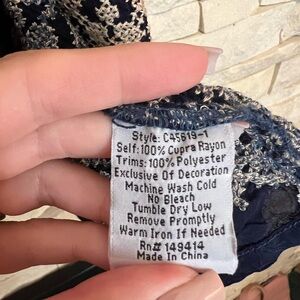 Style: C45619-1
Self:100% Cupra Rayon
Trims:100% Polyester
Exclusive Of Decoration
Machine Wash Cold
No Bleach
Tumble Dry Low
Remove Promptly
Warm Iron If Needed
Rn# 149414
Made In China